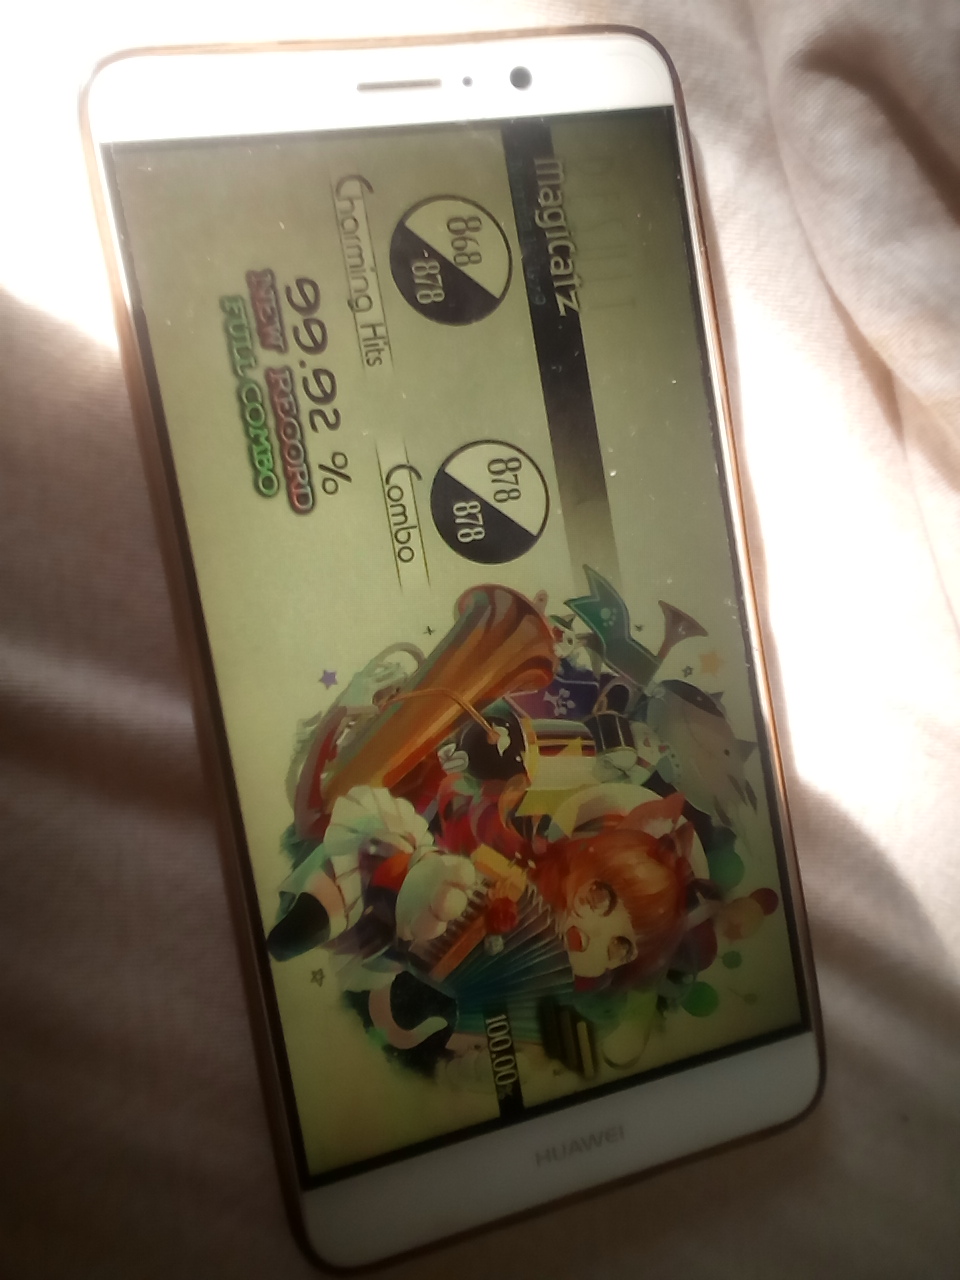 magicatz
868
-878
Charming Hits
878
878
Combo
99.92 %
NEW RECORD
FULL COMBO
100.00%
HUAWEI